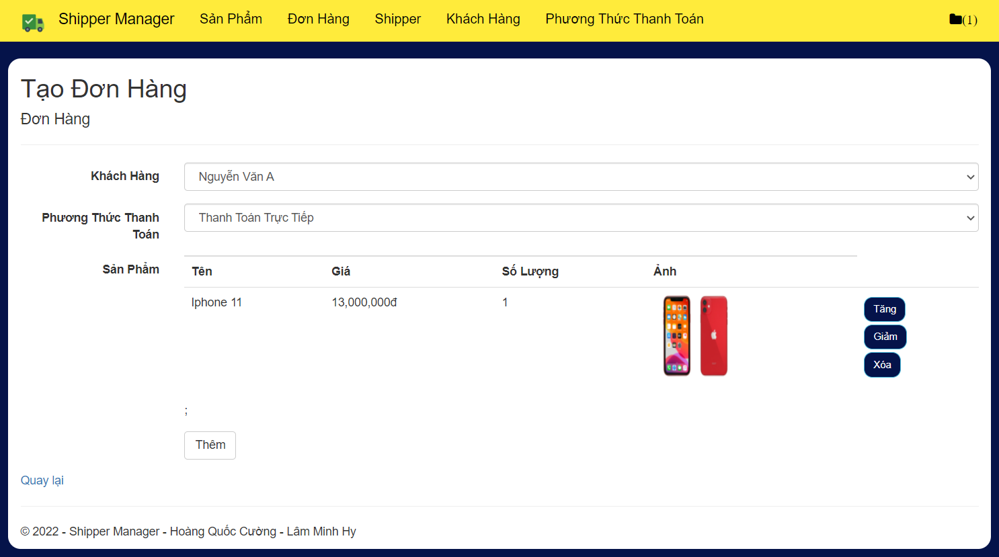 Shipper Manager Sản Phẩm Đơn Hàng Shipper Khách Hàng Phương Thức Thanh Toán (1)
Tạo Đơn Hàng
Đơn Hàng
Khách Hàng Nguyễn Văn A
Phương Thức Thanh Toán Thanh Toán Trực Tiếp
Sản Phẩm
Tên Giá Số Lượng Ảnh
Iphone 11 13,000,000đ 1
Tăng
Giảm
Xóa
;
Thêm
Quay lại
© 2022 - Shipper Manager - Hoàng Quốc Cường - Lâm Minh Hy